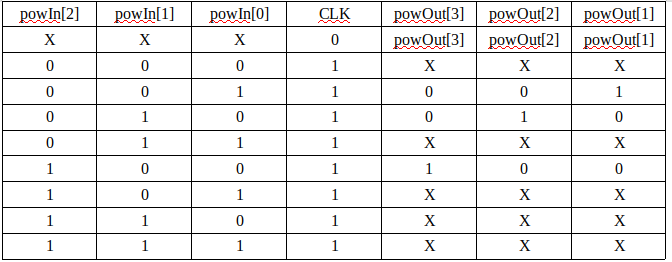 powIn[2] powIn[1] powIn[0] CLK powOut[3] powOut[2] powOut[1]
X X X 0 powOut[3] powOut[2] powOut[1]
0 0 0 1 X X X
0 0 1 1 0 0 1
0 1 0 1 0 1 0
0 1 1 1 X X X
1 0 0 1 1 0 0
1 0 1 1 X X X
1 1 0 1 X X X
1 1 1 1 X X X